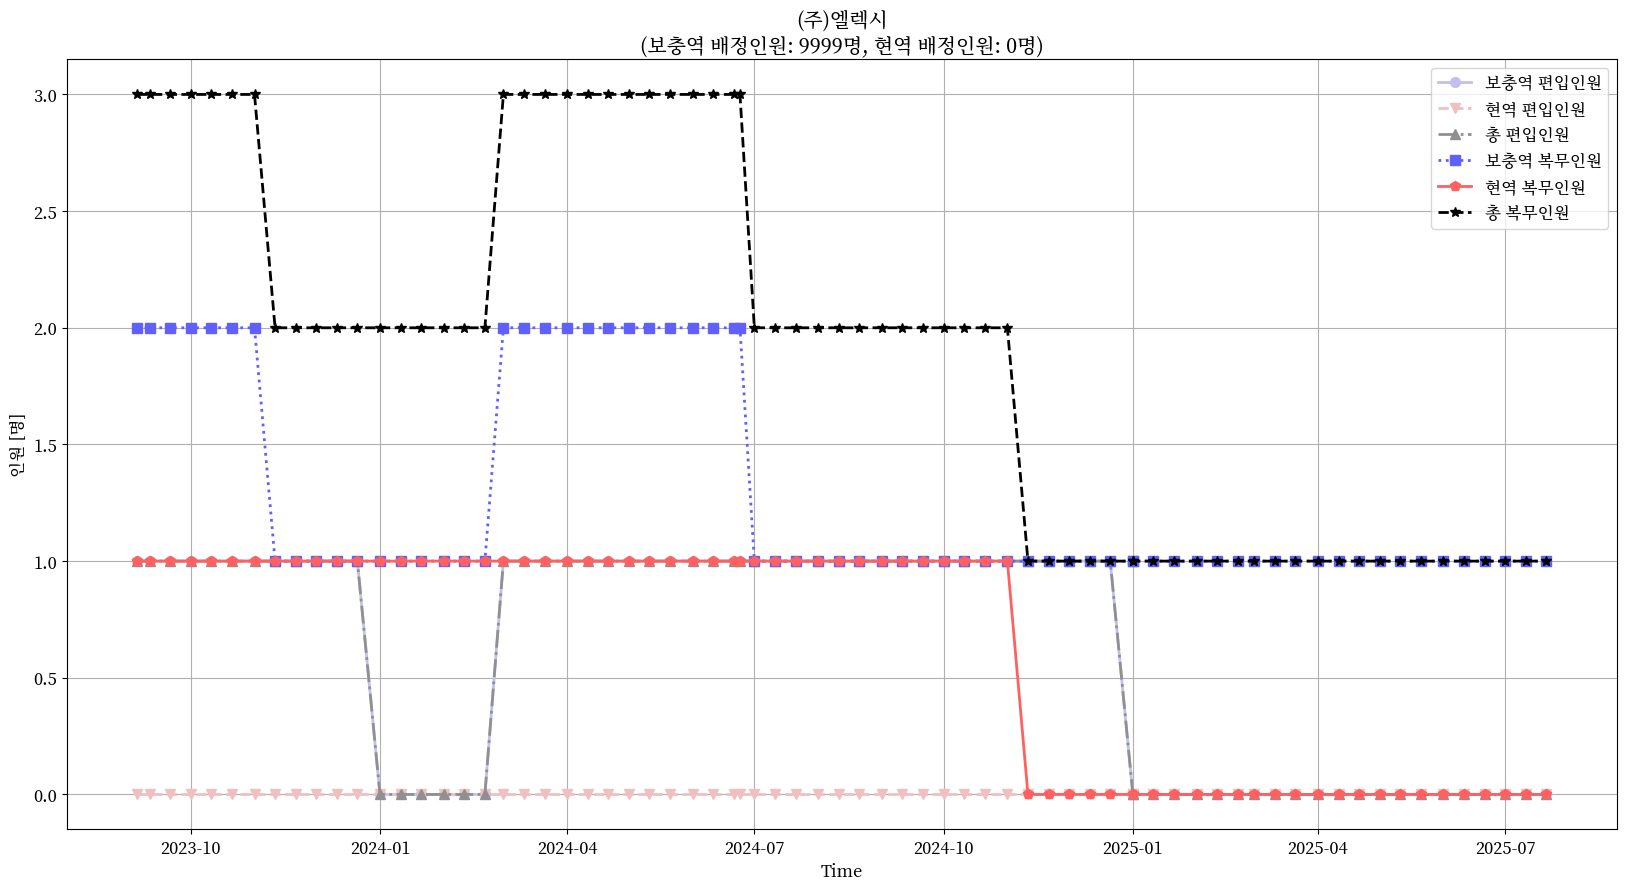 (주)엘렉시
(보충역 배정인원: 9999명, 현역 배정인원: 0명)
보충역 편입인원
현역 편입인원
총 편입인원
보충역 복무인원
현역 복무인원
총 복무인원
인원 [명]
3.0
2.5
2.0
1.5
1.0
0.5
0.0
2023-10
2024-01
2024-04
2024-07
2024-10
2025-01
2025-04
2025-07
Time